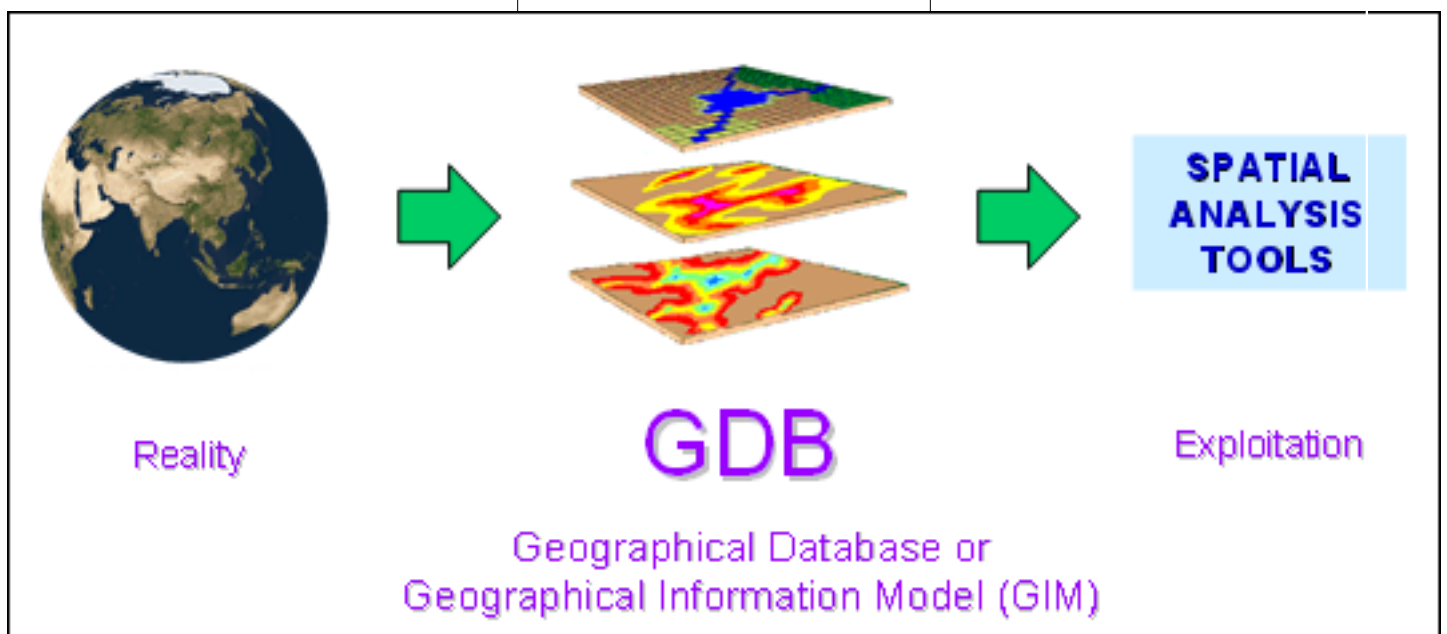 SPATIAL
ANALYSIS
TOOLS
Reality
GDB
Exploitation
Geographical Database or
Geographical Information Model (GIM)